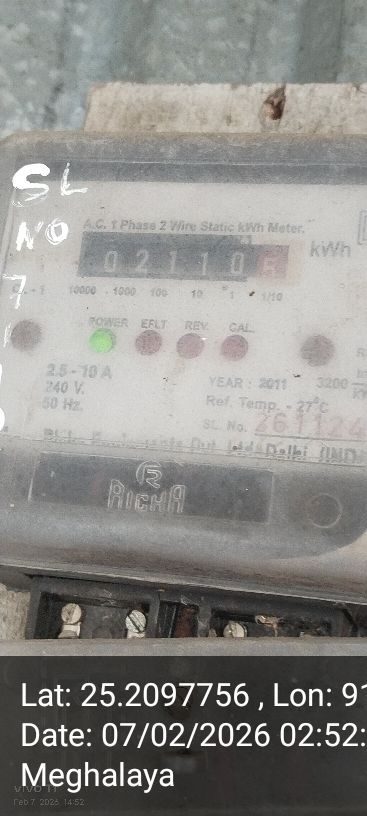 SL
NO
7
A.C. 1 Phase 2 Wire Static kWh Meter.
0 2 1 1 0 kWh
10000 1000 100 10 1 1/10
POWER EFLT REV. CAL.
2.5 - 10 A
240 V.
50 Hz.
YEAR : 2011 3200
Ref. Temp. - 27°C
SL. No. 261124
RICHA
Lat: 25.2097756 , Lon: 91
Date: 07/02/2026 02:52:
Meghalaya
Feb 7, 2026 14:52